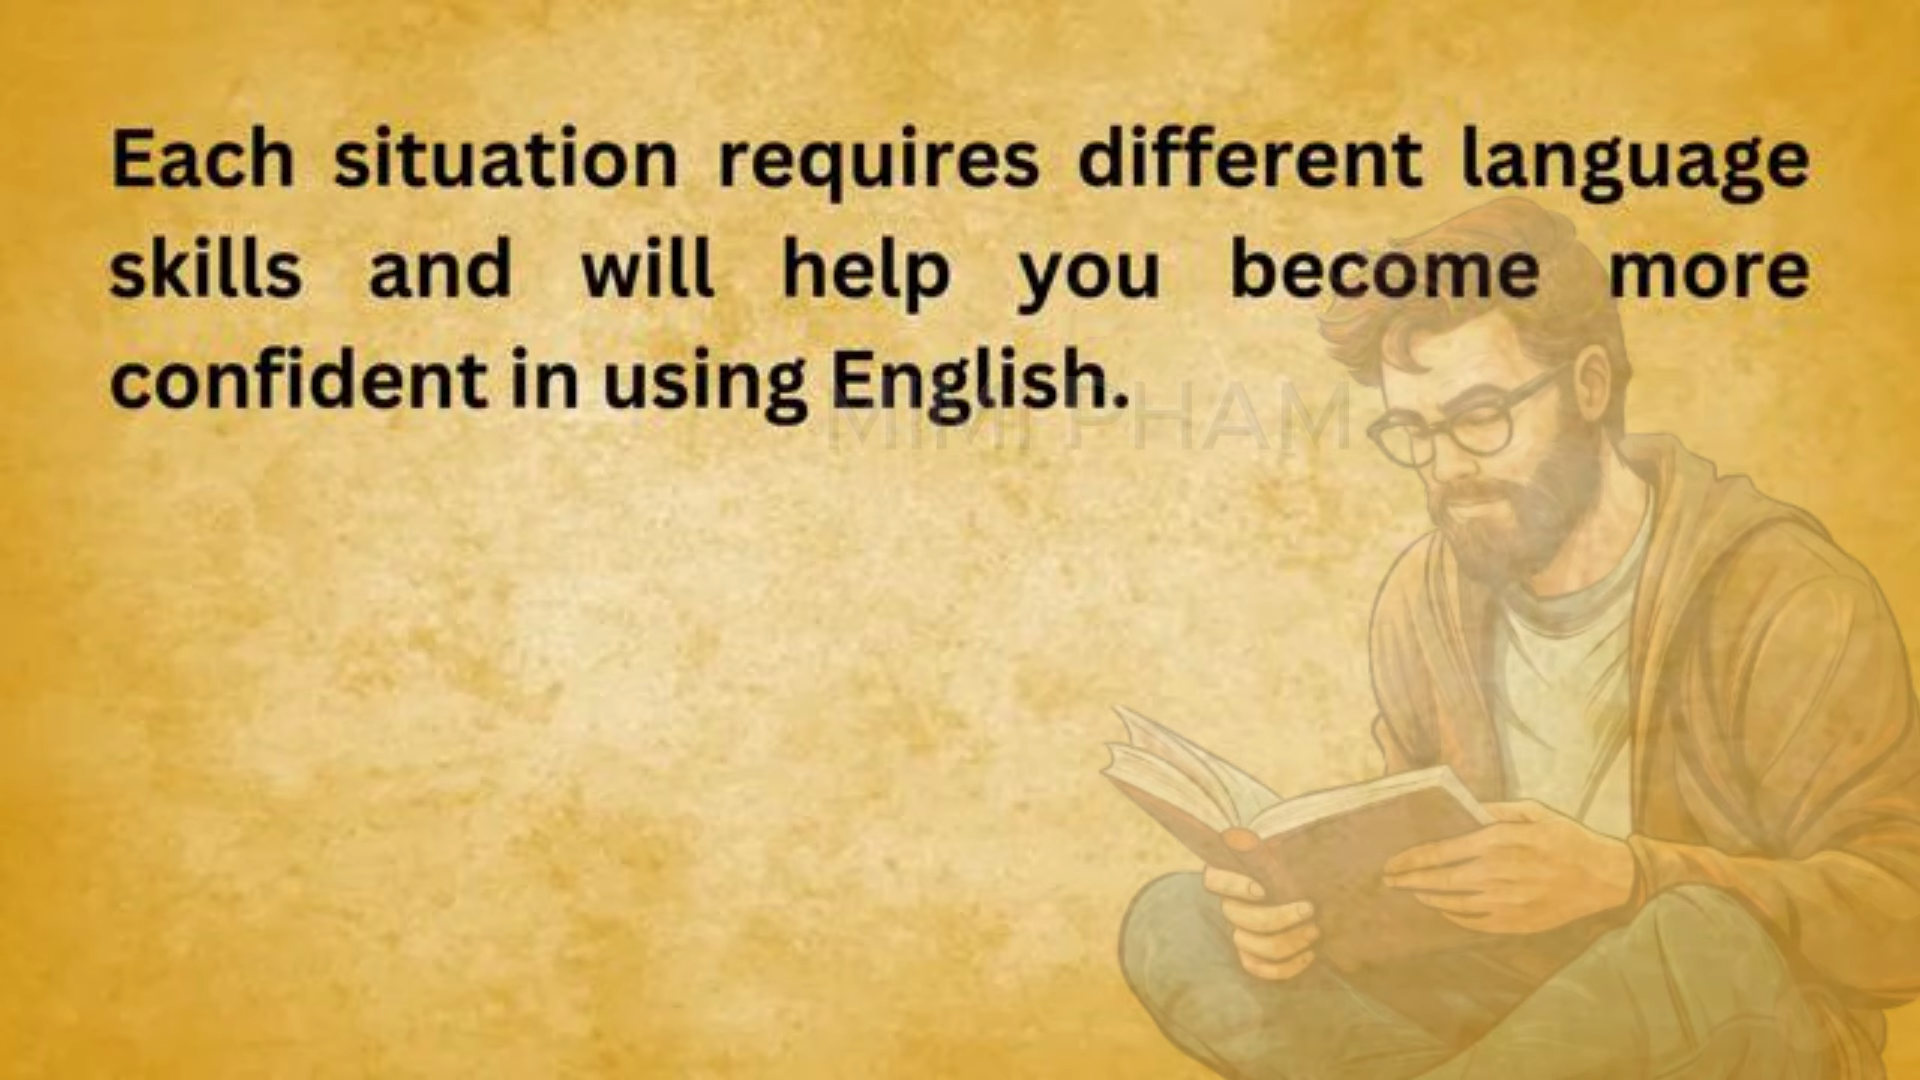 Each situation requires different language
skills and will help you become more
confident in using English.
MIMI PHAM